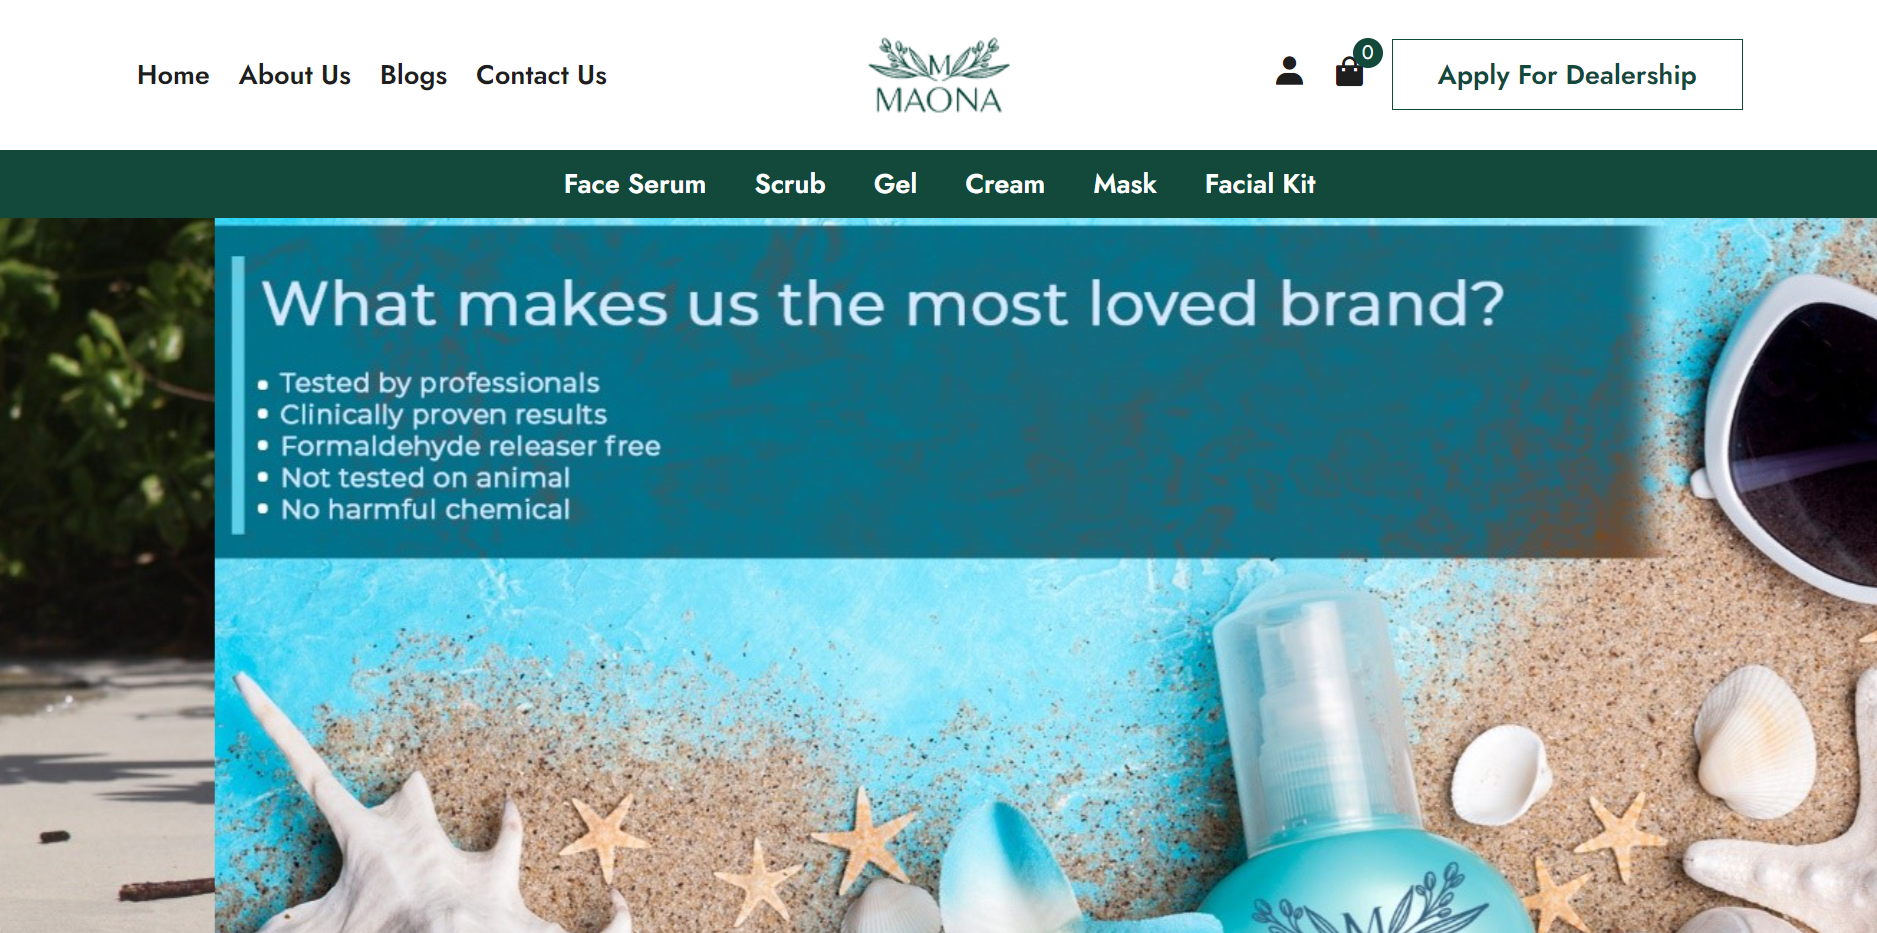 Home About Us Blogs Contact Us
M
MAONA
0
Apply For Dealership
Face Serum Scrub Gel Cream Mask Facial Kit
What makes us the most loved brand?
• Tested by professionals
• Clinically proven results
• Formaldehyde releaser free
• Not tested on animal
• No harmful chemical
M